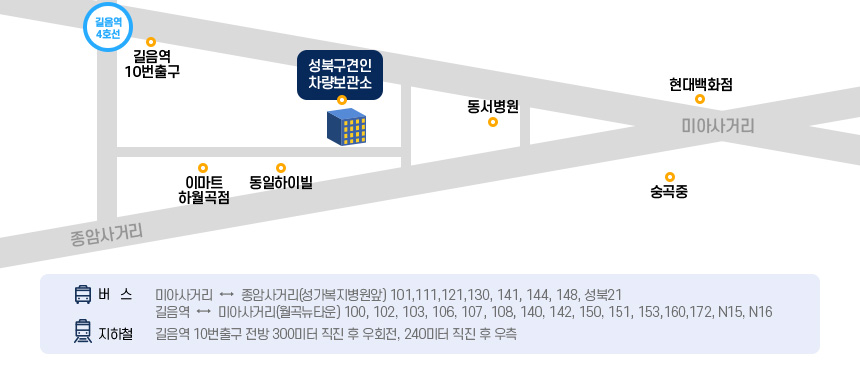 길음역
4호선
길음역
10번출구
성북구견인
차량보관소
동서병원
현대백화점
미아사거리
이마트
하월곡점
동일하이빌
숭곡중
종암사거리
버 스
미아사거리 ↔ 종암사거리(성가복지병원앞) 101,111,121,130, 141, 144, 148, 성북21
길음역 ↔ 미아사거리(월곡뉴타운) 100, 102, 103, 106, 107, 108, 140, 142, 150, 151, 153,160,172, N15, N16
지하철
길음역 10번출구 전방 300미터 직진 후 우회전, 240미터 직진 후 우측